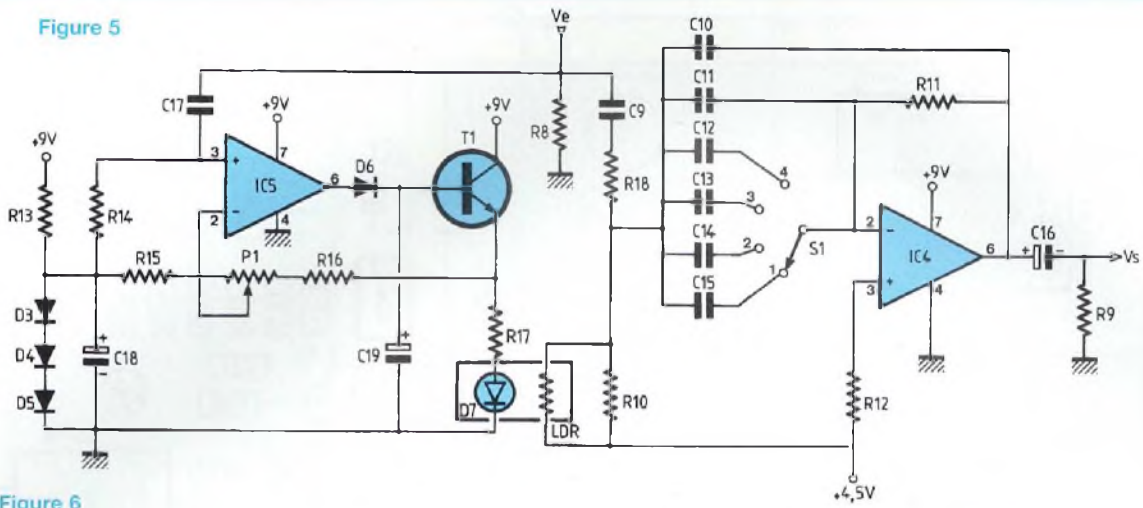 Figure 5
Ve
C10
C11
R11
C17
+9V
C9
T1
+9V
R8
C12
+9V
3
+
7
D6
4
R18
C13
3
+9V
IC5
6
R13
R14
2
-
4
C14
2
S1
2
-
7
C16
R15
P1
R16
1
IC4
6
+
-
Vs
C15
3
+
4
D3
R17
R9
D4
+
C18
-
+
C19
D7
LDR
R10
R12
D5
+4,5V
Figure 6